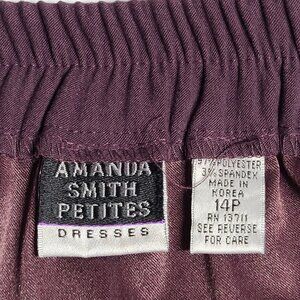 AMANDA
SMITH
PETITES
DRESSES
97% POLYESTER
3% SPANDEX
MADE IN
KOREA
14P
RN 13711
SEE REVERSE
FOR CARE